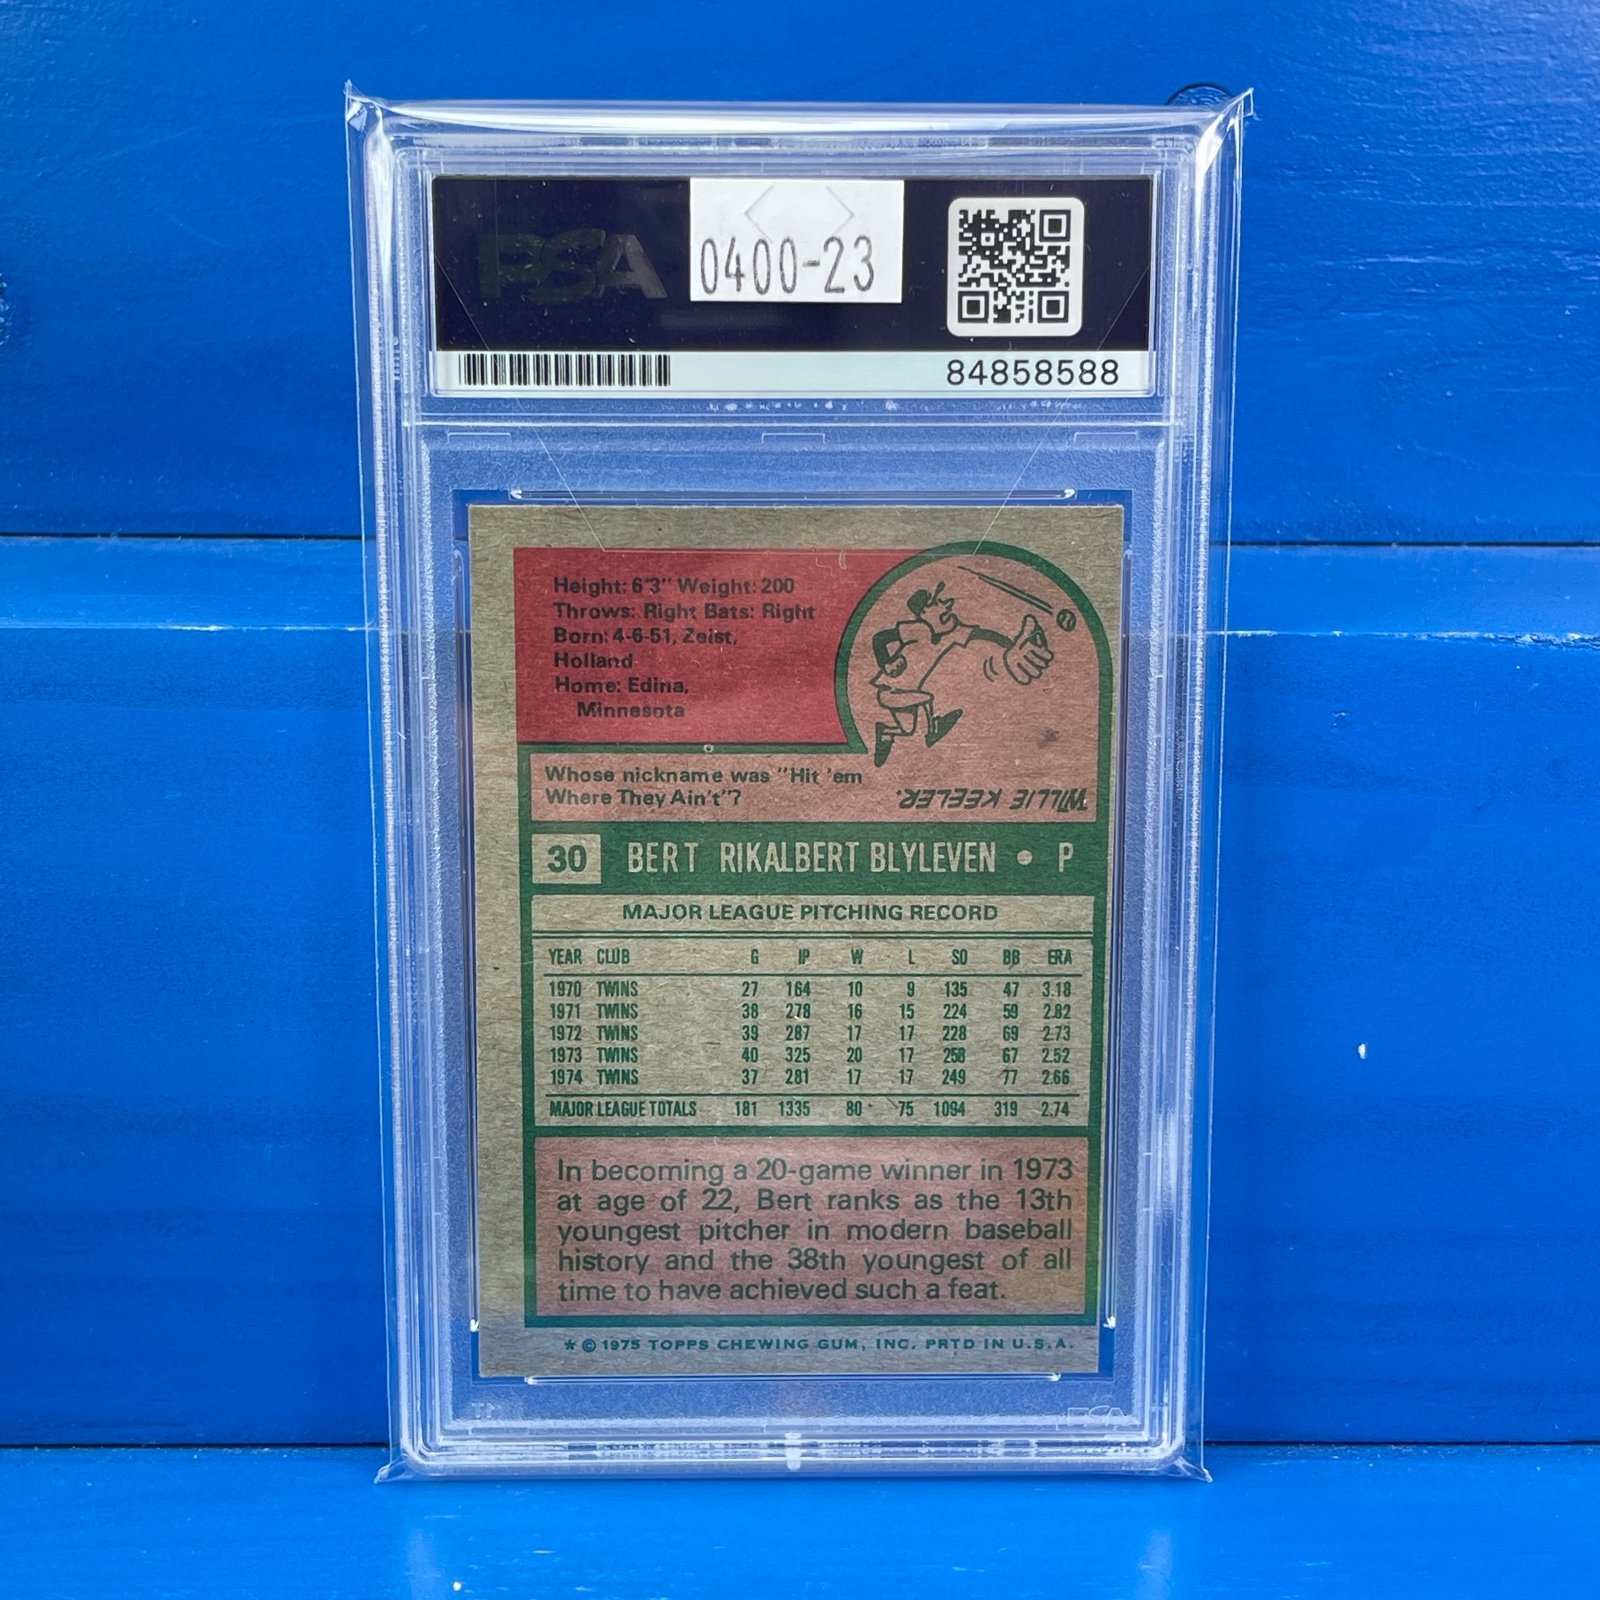 PSA
0400-23
84858588
Height: 6'3" Weight: 200
Throws: Right Bats: Right
Born: 4-6-51, Zeist,
Holland
Home: Edina,
Minnesota
Whose nickname was "Hit 'em
Where They Ain't"?
WILLIE KEELER.
30 BERT RIKALBERT BLYLEVEN • P
MAJOR LEAGUE PITCHING RECORD
YEAR CLUB G IP W L SO BB ERA
1970 TWINS 27 164 10 9 135 47 3.18
1971 TWINS 38 278 16 15 224 59 2.82
1972 TWINS 39 287 17 17 228 69 2.73
1973 TWINS 40 325 20 17 258 67 2.52
1974 TWINS 37 281 17 17 249 77 2.66
MAJOR LEAGUE TOTALS 181 1335 80 75 1094 319 2.74
In becoming a 20-game winner in 1973
at age of 22, Bert ranks as the 13th
youngest pitcher in modern baseball
history and the 38th youngest of all
time to have achieved such a feat.
* © 1975 TOPPS CHEWING GUM, INC. PRTD IN U.S.A.
PSA